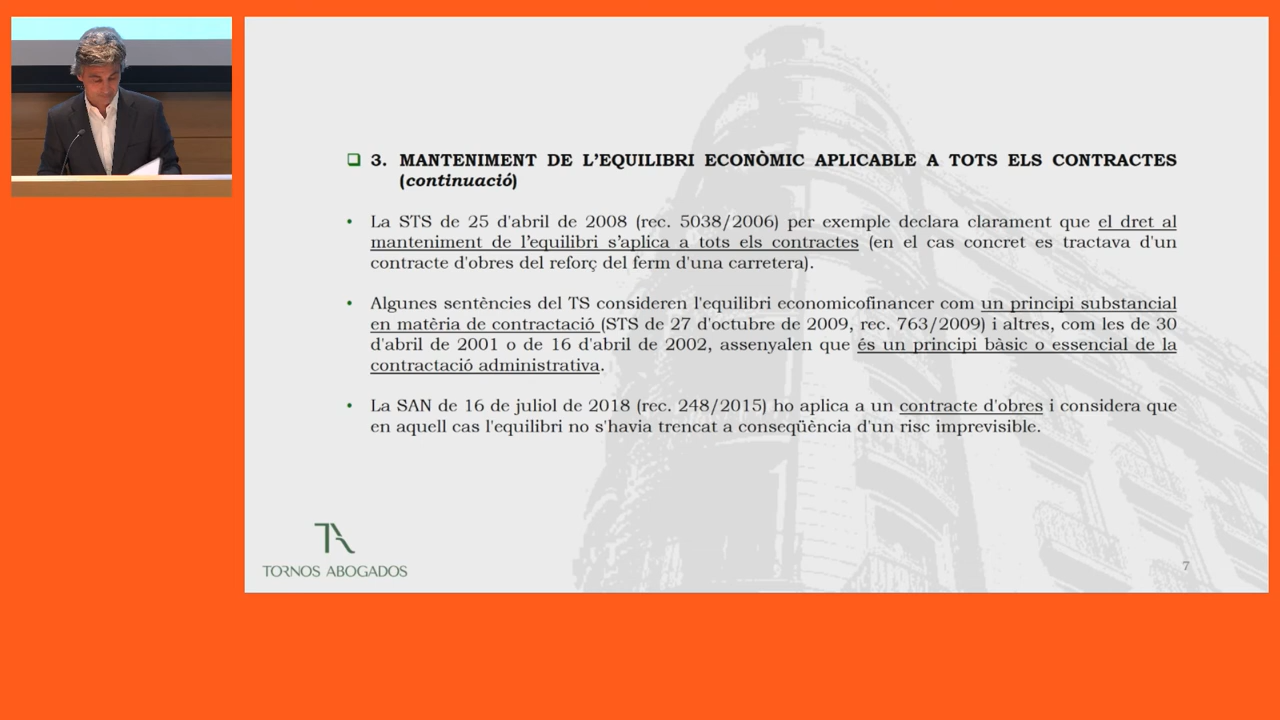 ❑ 3. MANTENIMENT DE L’EQUILIBRI ECONÒMIC APLICABLE A TOTS ELS CONTRACTES
(continuació)
• La STS de 25 d'abril de 2008 (rec. 5038/2006) per exemple declara clarament que el dret al
manteniment de l’equilibri s’aplica a tots els contractes (en el cas concret es tractava d'un
contracte d'obres del reforç del ferm d'una carretera).
• Algunes sentències del TS consideren l'equilibri economicofinancer com un principi substancial
en matèria de contractació (STS de 27 d'octubre de 2009, rec. 763/2009) i altres, com les de 30
d'abril de 2001 o de 16 d'abril de 2002, assenyalen que és un principi bàsic o essencial de la
contractació administrativa.
• La SAN de 16 de juliol de 2018 (rec. 248/2015) ho aplica a un contracte d'obres i considera que
en aquell cas l'equilibri no s'havia trencat a conseqüència d'un risc imprevisible.
TA
TORNOS ABOGADOS
7